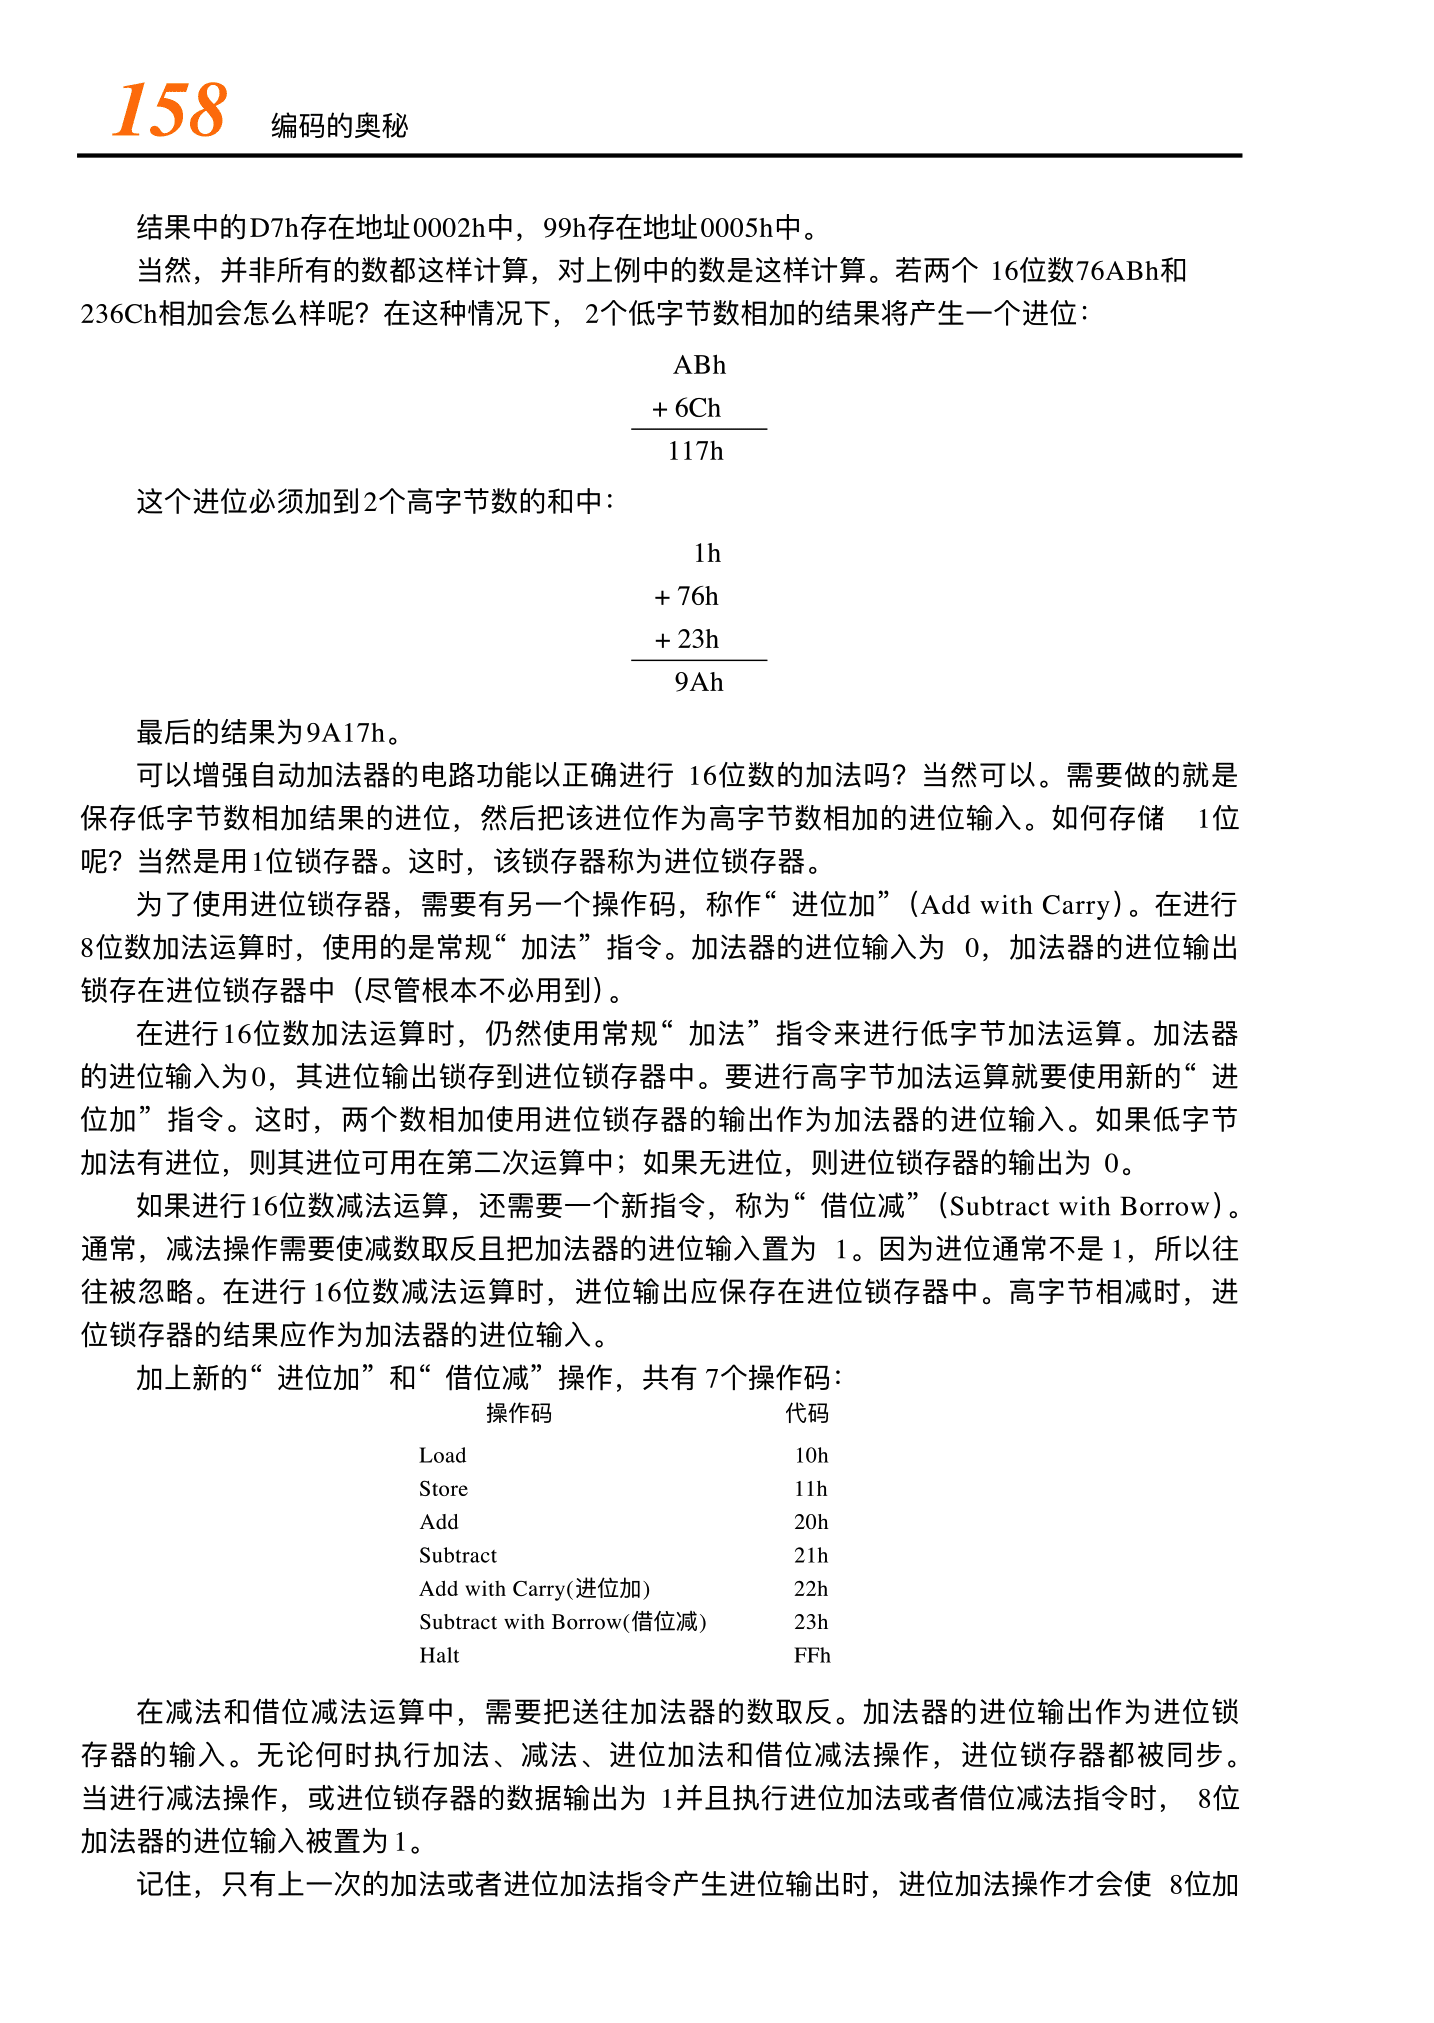 158 编码的奥秘
结果中的D7h存在地址0002h中，99h存在地址0005h中。
当然，并非所有的数都这样计算，对上例中的数是这样计算。若两个 16位数76ABh和
236Ch相加会怎么样呢？在这种情况下， 2个低字节数相加的结果将产生一个进位：
ABh
+ 6Ch
117h
这个进位必须加到2个高字节数的和中：
1h
+ 76h
+ 23h
9Ah
最后的结果为9A17h。
可以增强自动加法器的电路功能以正确进行 16位数的加法吗？当然可以。需要做的就是
保存低字节数相加结果的进位，然后把该进位作为高字节数相加的进位输入。如何存储 1位
呢？当然是用1位锁存器。这时，该锁存器称为进位锁存器。
为了使用进位锁存器，需要有另一个操作码，称作“ 进位加”（Add with Carry）。在进行
8位数加法运算时，使用的是常规“ 加法”指令。加法器的进位输入为 0，加法器的进位输出
锁存在进位锁存器中（尽管根本不必用到）。
在进行16位数加法运算时，仍然使用常规“ 加法”指令来进行低字节加法运算。加法器
的进位输入为0，其进位输出锁存到进位锁存器中。要进行高字节加法运算就要使用新的“ 进
位加”指令。这时，两个数相加使用进位锁存器的输出作为加法器的进位输入。如果低字节
加法有进位，则其进位可用在第二次运算中；如果无进位，则进位锁存器的输出为 0。
如果进行16位数减法运算，还需要一个新指令，称为“ 借位减”（Subtract with Borrow）。
通常，减法操作需要使减数取反且把加法器的进位输入置为 1。因为进位通常不是1，所以往
往被忽略。在进行16位数减法运算时，进位输出应保存在进位锁存器中。高字节相减时，进
位锁存器的结果应作为加法器的进位输入。
加上新的“ 进位加”和“ 借位减”操作，共有 7个操作码：
操作码 代码
Load 10h
Store 11h
Add 20h
Subtract 21h
Add with Carry(进位加) 22h
Subtract with Borrow(借位减) 23h
Halt FFh
在减法和借位减法运算中，需要把送往加法器的数取反。加法器的进位输出作为进位锁
存器的输入。无论何时执行加法、减法、进位加法和借位减法操作，进位锁存器都被同步。
当进行减法操作，或进位锁存器的数据输出为 1并且执行进位加法或者借位减法指令时， 8位
加法器的进位输入被置为1。
记住，只有上一次的加法或者进位加法指令产生进位输出时，进位加法操作才会使 8位加